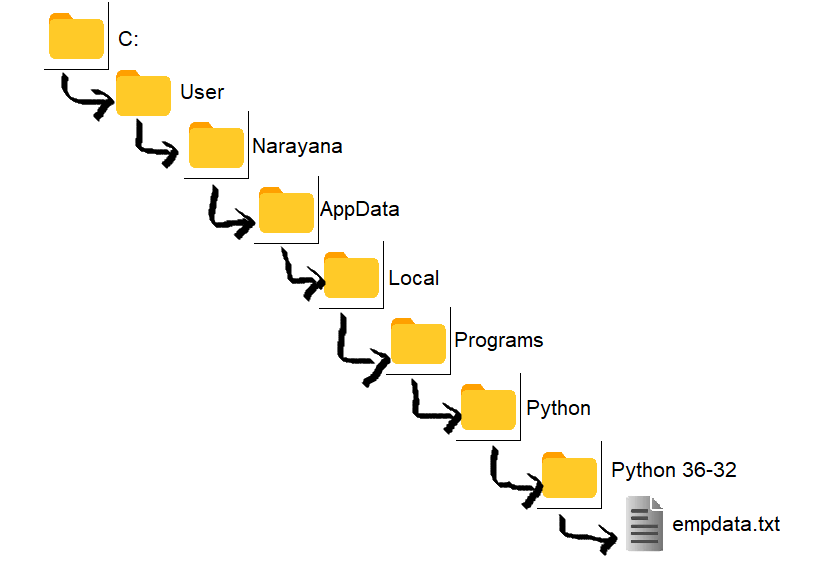 C:
User
Narayana
AppData
Local
Programs
Python
Python 36-32
empdata.txt